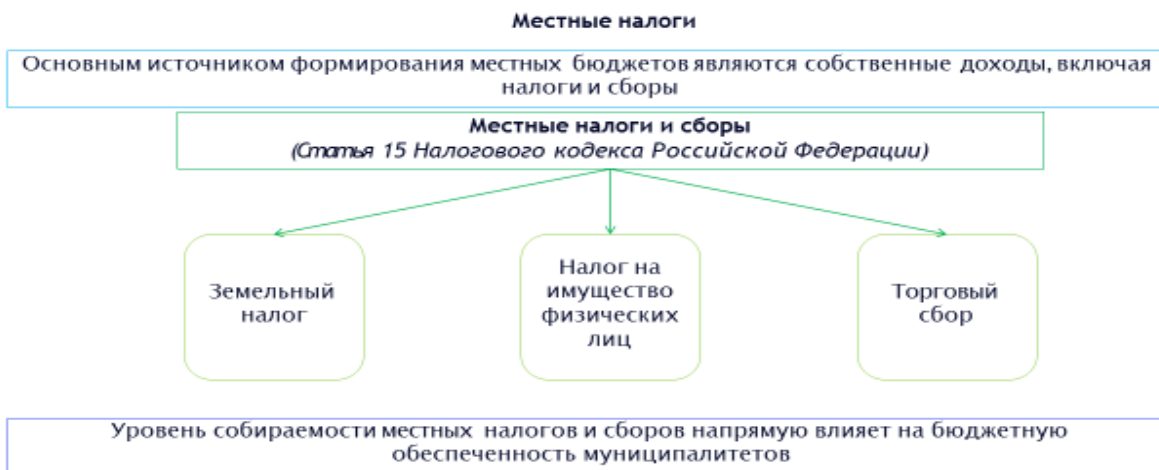 Местные налоги
Основным источником формирования местных бюджетов являются собственные доходы, включая
налоги и сборы
Местные налоги и сборы
(Статья 15 Налогового кодекса Российской Федерации)
Земельный
налог
Налог на
имущество
физических
лиц
Торговый
сбор
Уровень собираемости местных налогов и сборов напрямую влияет на бюджетную
обеспеченность муниципалитетов